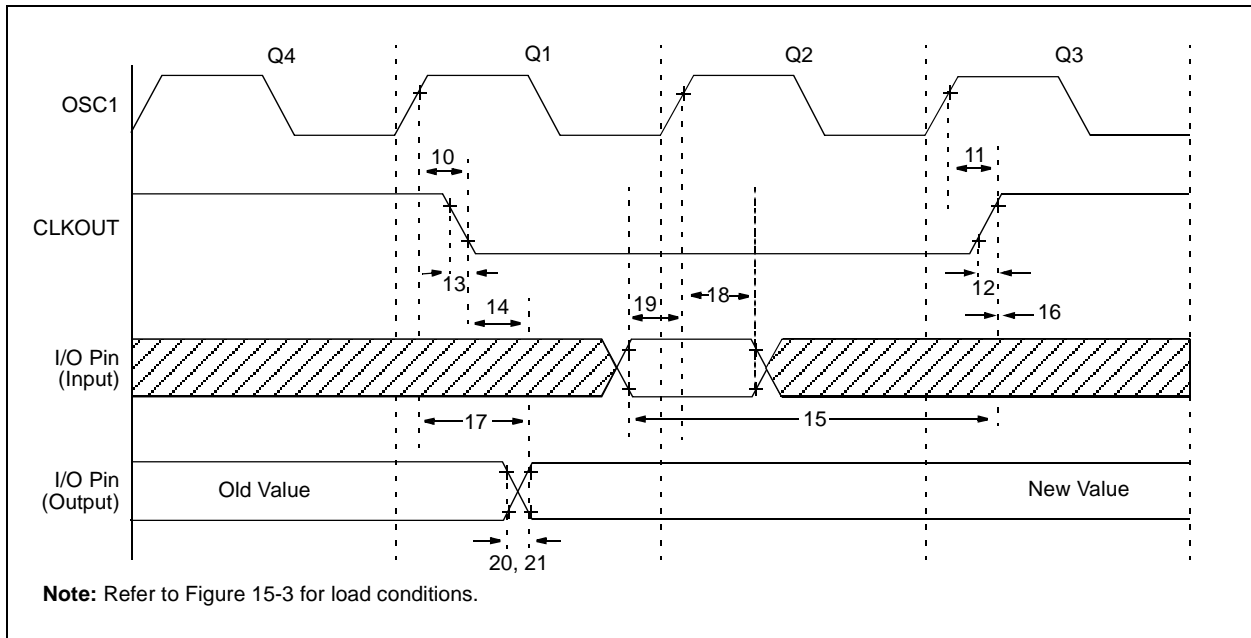 Q4 Q1 Q2 Q3
OSC1
10 11
CLKOUT
13 12
19 18
14 16
I/O Pin
(Input)
17 15
I/O Pin
(Output)
Old Value New Value
20, 21
Note: Refer to Figure 15-3 for load conditions.